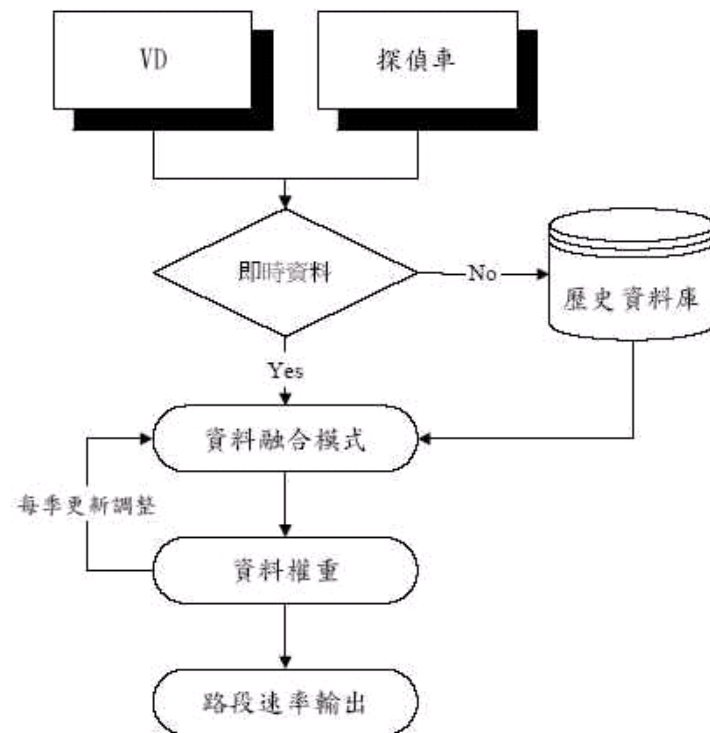 VD
探偵車
即時資料
No
歷史資料庫
Yes
資料融合模式
每季更新調整
資料權重
路段速率輸出